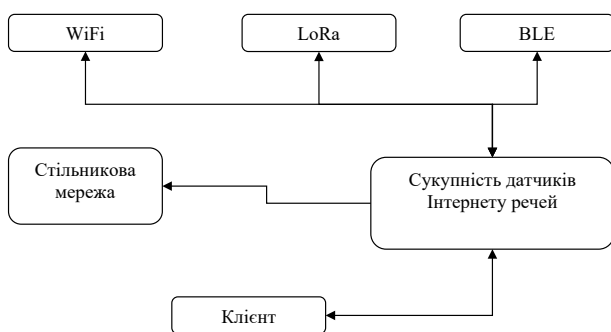 WiFi
LoRa
BLE
Стільникова
мережа
Сукупність датчиків
Інтернету речей
Клієнт